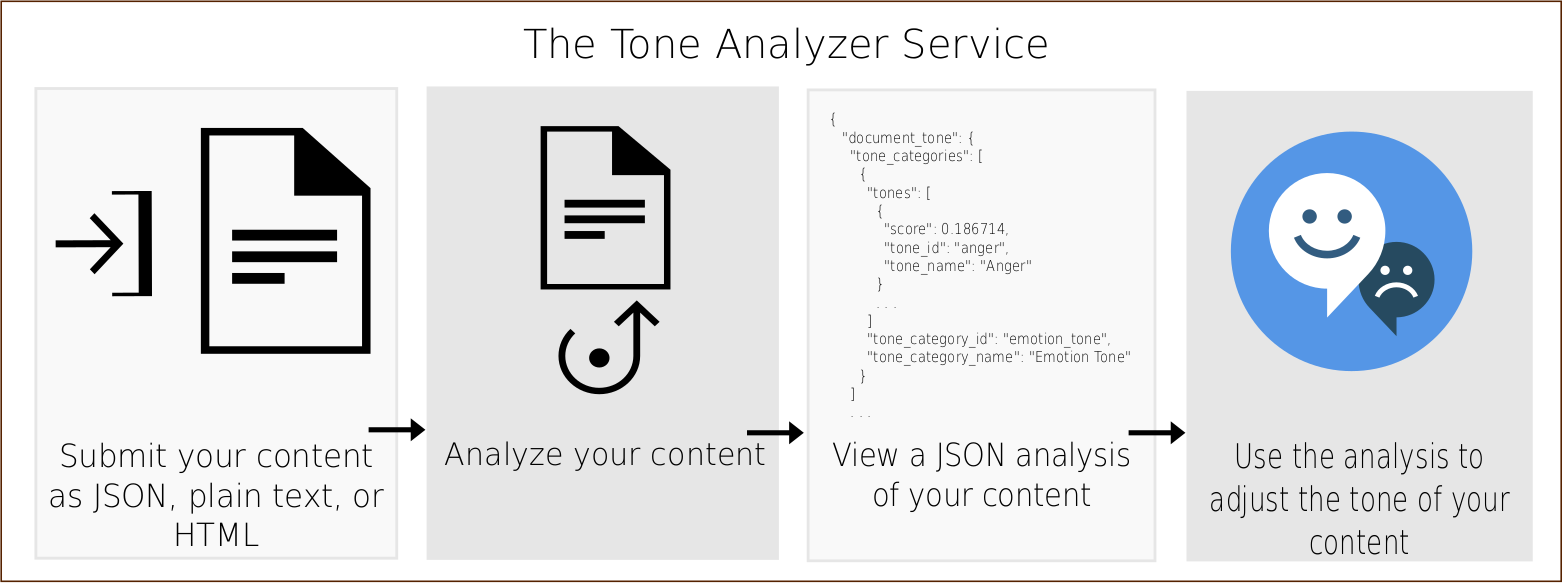 The Tone Analyzer Service
Submit your content
as JSON, plain text, or
HTML
Analyze your content
{
"document_tone": {
"tone_categories": [
{
"tones": [
{
"score": 0.186714,
"tone_id": "anger",
"tone_name": "Anger"
}
. . .
]
"tone_category_id": "emotion_tone",
"tone_category_name": "Emotion Tone"
}
]
. . .
View a JSON analysis
of your content
Use the analysis to
adjust the tone of your
content